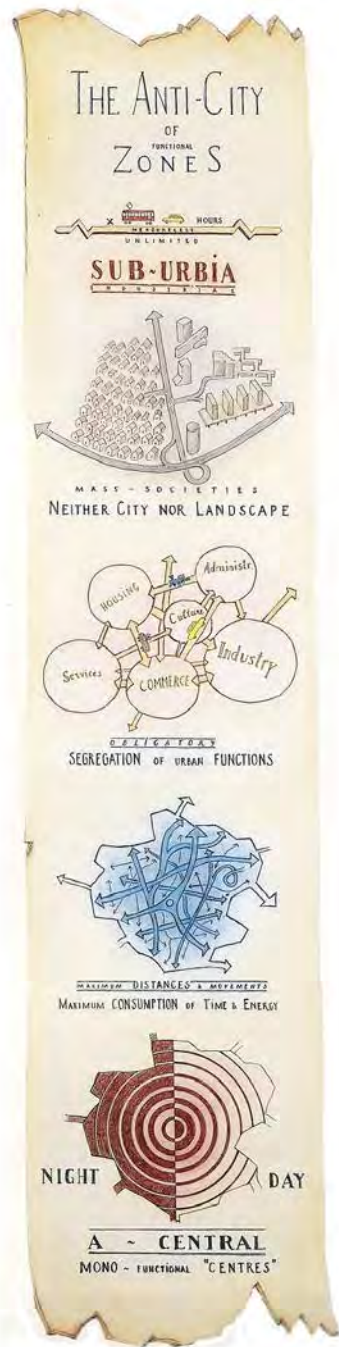 THE ANTI-CITY
OF
FUNCTIONAL
ZONES
X HOURS
MEASURELESS
UNLIMITED
SUB~URBIA
INDUSTRIAL
MASS-SOCIETIES
NEITHER CITY NOR LANDSCAPE
HOUSING
Administr.
Culture
Services
COMMERCE
Industry
OBLIGATORY
SEGREGATION OF URBAN FUNCTIONS
MAXIMUM DISTANCES & MOVEMENTS
MAXIMUM CONSUMPTION OF TIME & ENERGY
NIGHT DAY
A ~ CENTRAL
MONO ~ FUNCTIONAL "CENTRES"